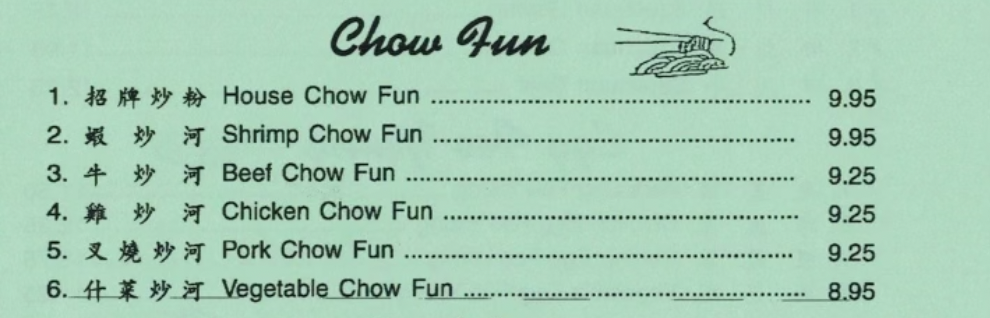 Chow Fun
1. 招牌炒粉 House Chow Fun 9.95
2. 蝦炒河 Shrimp Chow Fun 9.95
3. 牛炒河 Beef Chow Fun 9.25
4. 雞炒河 Chicken Chow Fun 9.25
5. 叉燒炒河 Pork Chow Fun 9.25
6. 什菜炒河 Vegetable Chow Fun 8.95